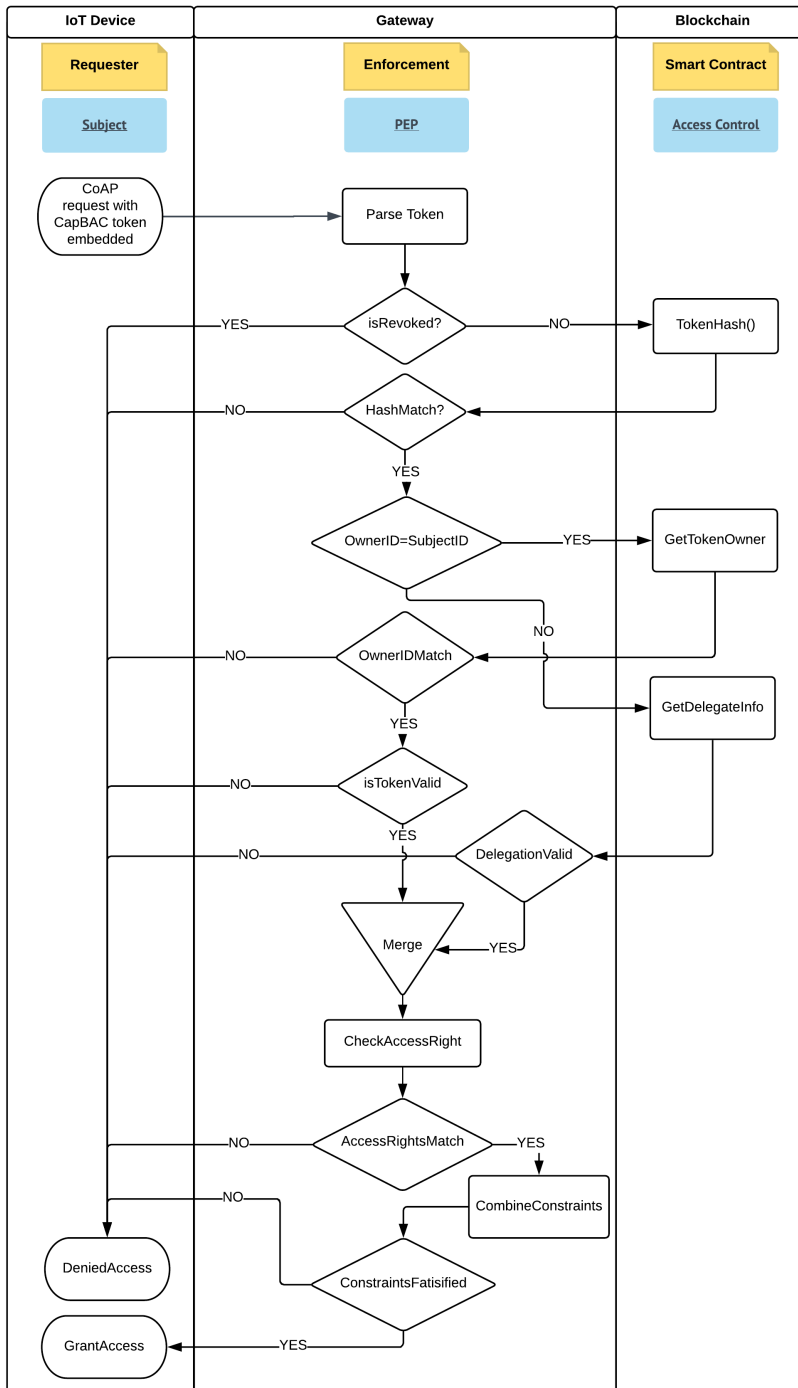 IoT Device
Gateway
Blockchain
Requester
Enforcement
Smart Contract
Subject
PEP
Access Control
CoAP
request with
CapBAC token
embedded
Parse Token
isRevoked?
YES
NO
TokenHash()
HashMatch?
NO
YES
OwnerID=SubjectID
YES
GetTokenOwner
NO
OwnerIDMatch
NO
GetDelegateInfo
YES
isTokenValid
NO
YES
DelegationValid
NO
Merge
YES
CheckAccessRight
AccessRightsMatch
NO
YES
CombineConstraints
NO
DeniedAccess
ConstraintsFatisified
GrantAccess
YES